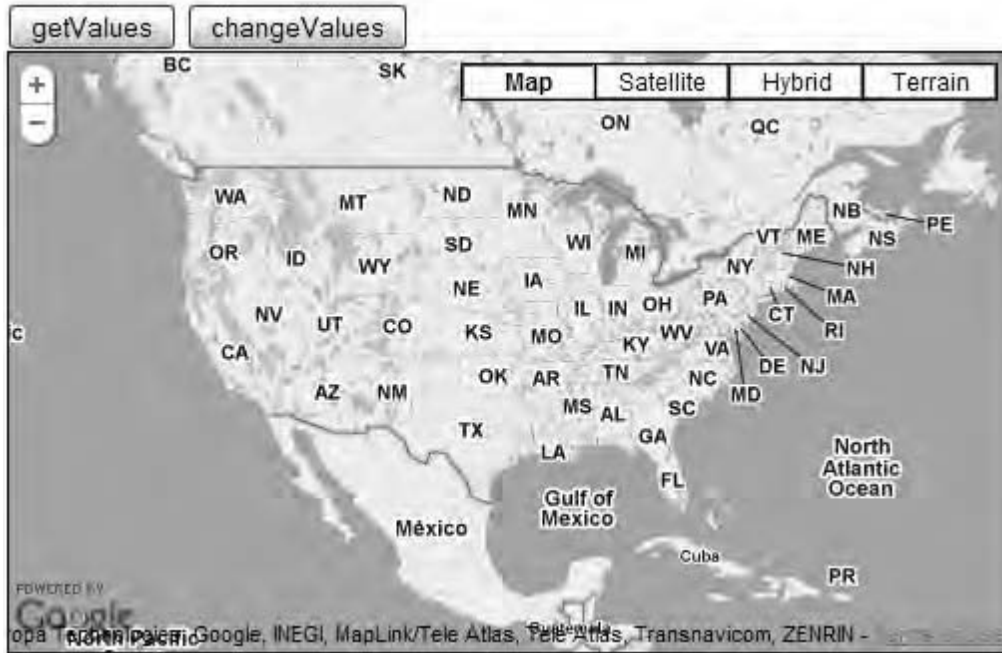 getValues changeValues
+
−
Map Satellite Hybrid Terrain
BC
SK
ON
QC
WA
MT
ND
MN
NB
PE
OR
ID
WY
SD
WI
MI
VT
ME
NS
NE
IA
NY
NH
NV
UT
CO
KS
MO
IL
IN
OH
PA
MA
c
CT
RI
CA
KY
WV
VA
DE
NJ
AZ
NM
OK
AR
TN
NC
MD
TX
MS
AL
SC
LA
GA
North
Atlantic
Ocean
FL
Gulf of
Mexico
México
Cuba
PR
POWERED BY
Google
Guatemala
North Pacific
opa Google, INEGI, MapLink/Tele Atlas, Tele Atlas, Transnavicom, ZENRIN -